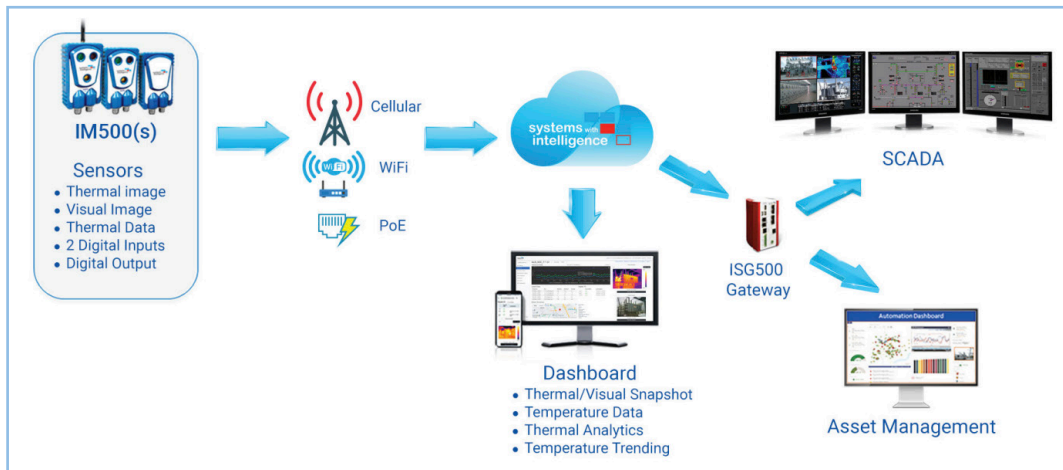 IM500(s)
Sensors
• Thermal image
• Visual Image
• Thermal Data
• 2 Digital Inputs
• Digital Output
Cellular
WiFi
WiFi
PoE
systems with
intelligence
Dashboard
• Thermal/Visual Snapshot
• Temperature Data
• Thermal Analytics
• Temperature Trending
ISG500
Gateway
SCADA
Automation Dashboard
Asset Management